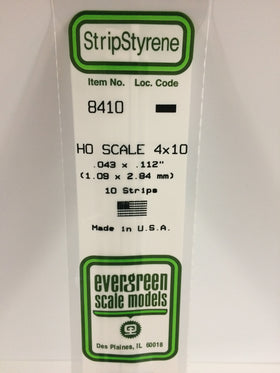 StripStyrene
Item No. Loc. Code
8410
HO SCALE 4x10
.043 x .112"
(1.09 x 2.84 mm)
10 Strips
Made in U.S.A.
evergreen
scale models
Des Plaines, IL 60018